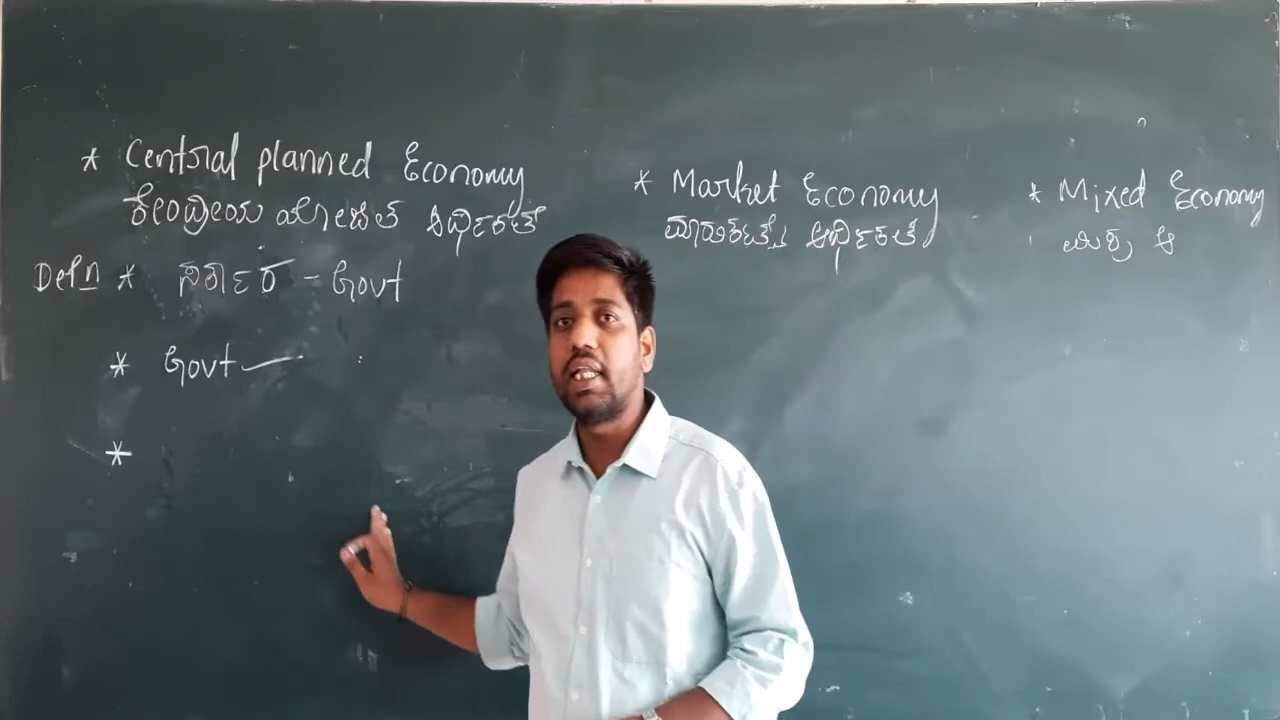 * Central planned Economy
ಕೇಂದ್ರೀಯ ಯೋಜಿತ ಆರ್ಥಿಕತೆ
* Market Economy
ಮಾರುಕಟ್ಟೆ ಆರ್ಥಿಕತೆ
* Mixed Economy
ಮಿಶ್ರ ಆ
Defn * ಸರ್ಕಾರ - Govt
* Govt —
*